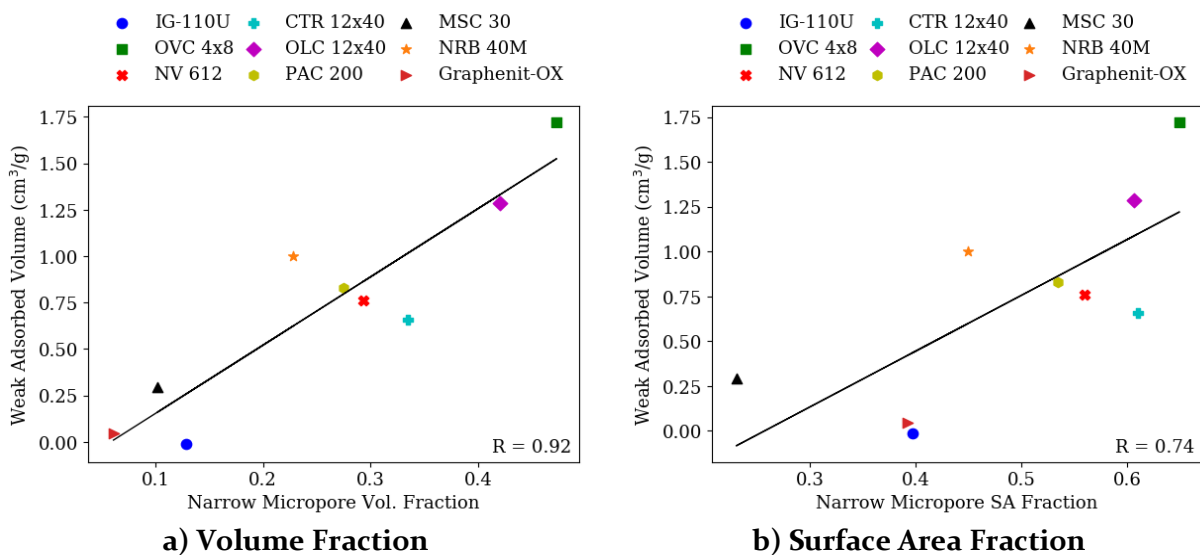 IG-110U CTR 12x40 MSC 30
OVC 4x8 OLC 12x40 NRB 40M
NV 612 PAC 200 Graphenit-OX
Weak Adsorbed Volume (cm³/g)
1.75
1.50
1.25
1.00
0.75
0.50
0.25
0.00
R = 0.92
0.1 0.2 0.3 0.4
Narrow Micropore Vol. Fraction
a) Volume Fraction
IG-110U CTR 12x40 MSC 30
OVC 4x8 OLC 12x40 NRB 40M
NV 612 PAC 200 Graphenit-OX
Weak Adsorbed Volume (cm³/g)
1.75
1.50
1.25
1.00
0.75
0.50
0.25
0.00
R = 0.74
0.3 0.4 0.5 0.6
Narrow Micropore SA Fraction
b) Surface Area Fraction